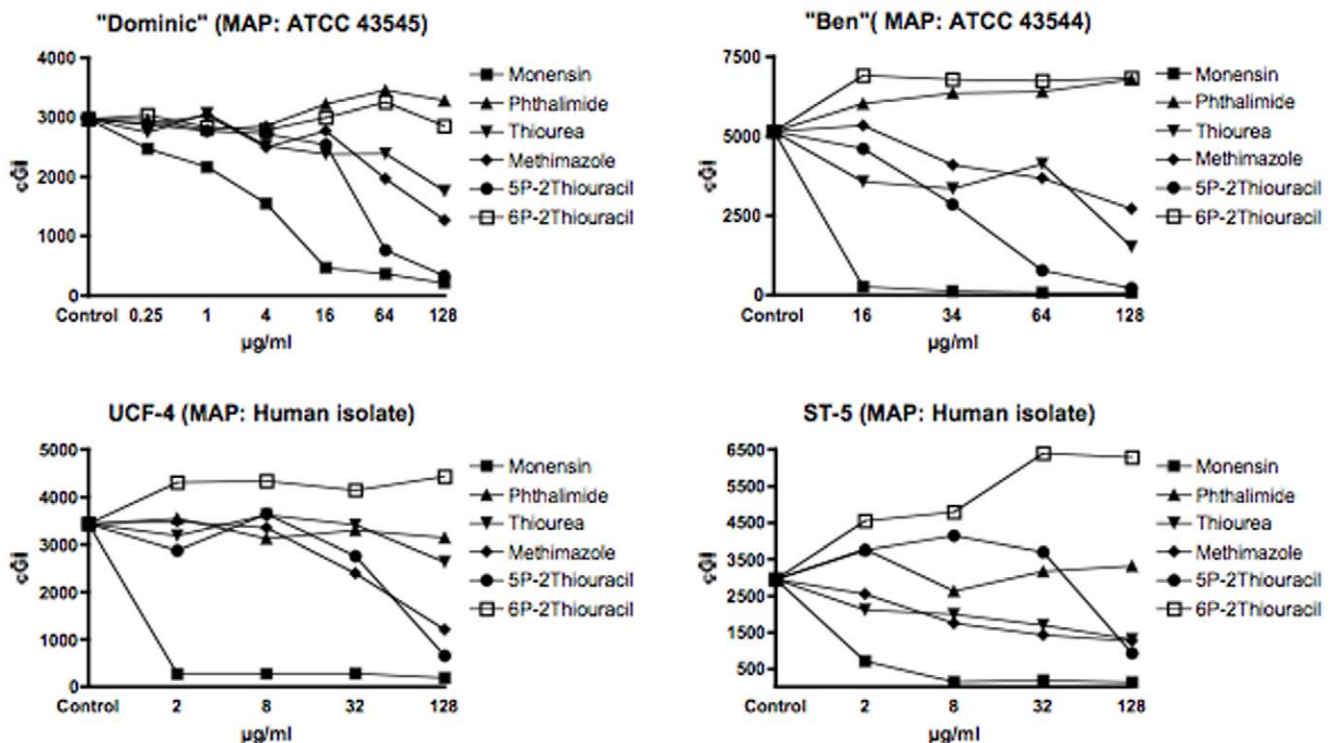 "Dominic" (MAP: ATCC 43545)
4000
3000
2000
1000
0
cGI
Control 0.25 1 4 16 64 128
µg/ml
Monensin
Phthalimide
Thiourea
Methimazole
5P-2Thiouracil
6P-2Thiouracil
"Ben"( MAP: ATCC 43544)
7500
5000
2500
0
cGI
Control 16 34 64 128
µg/ml
Monensin
Phthalimide
Thiourea
Methimazole
5P-2Thiouracil
6P-2Thiouracil
UCF-4 (MAP: Human isolate)
5000
4000
3000
2000
1000
0
cGI
Control 2 8 32 128
µg/ml
Monensin
Phthalimide
Thiourea
Methimazole
5P-2Thiouracil
6P-2Thiouracil
ST-5 (MAP: Human isolate)
6500
5500
4500
3500
2500
1500
500
cGI
Control 2 8 32 128
µg/ml
Monensin
Phthalimide
Thiourea
Methimazole
5P-2Thiouracil
6P-2Thiouracil